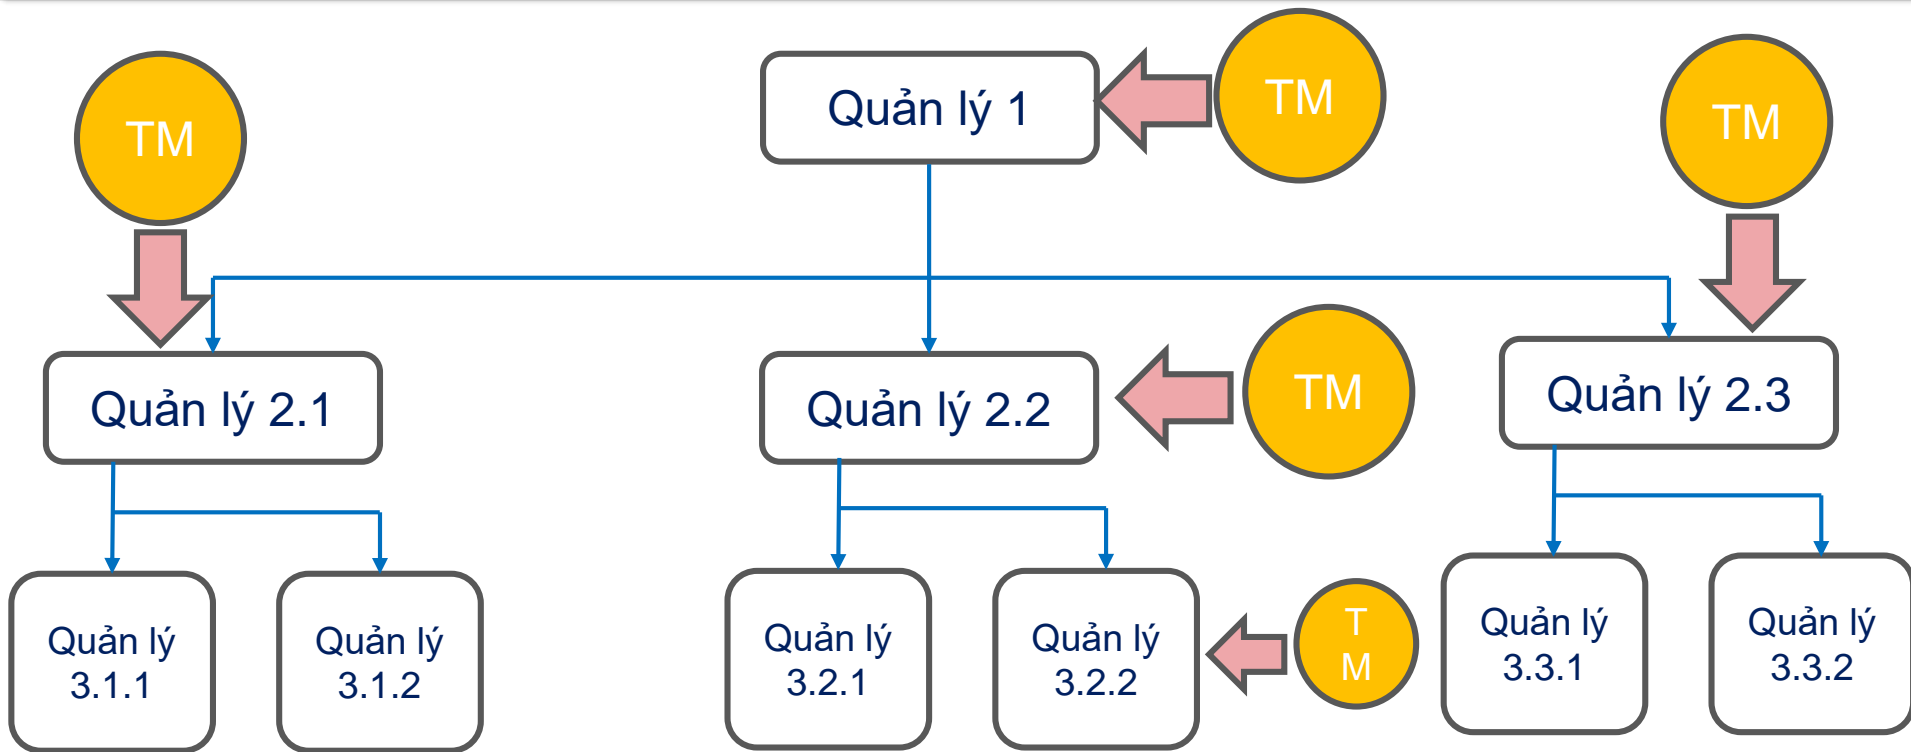 TM
Quản lý 1
TM
TM
Quản lý 2.1
Quản lý 2.2
TM
Quản lý 2.3
Quản lý
3.1.1
Quản lý
3.1.2
Quản lý
3.2.1
Quản lý
3.2.2
T
M
Quản lý
3.3.1
Quản lý
3.3.2